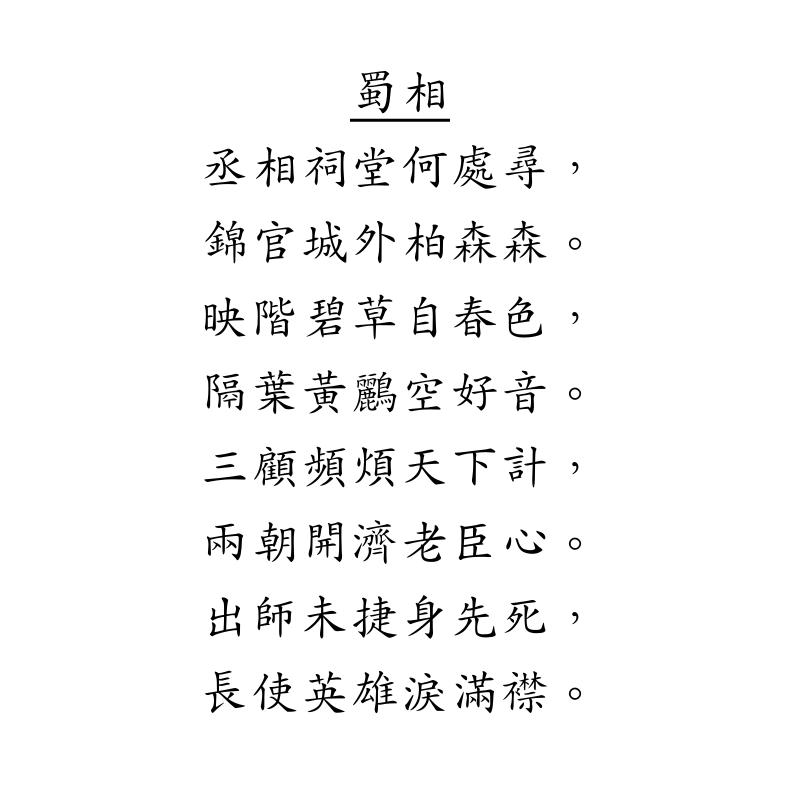 蜀相
丞相祠堂何處尋，
錦官城外柏森森。
映階碧草自春色，
隔葉黃鸝空好音。
三顧頻煩天下計，
兩朝開濟老臣心。
出師未捷身先死，
長使英雄淚滿襟。